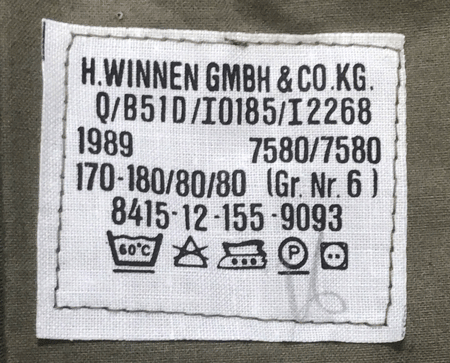 H.WINNEN GMBH & CO.KG.
Q/B51D/I0185/I2268
1989 7580/7580
170-180/80/80 (Gr. Nr. 6)
8415-12-155-9093
60°C P